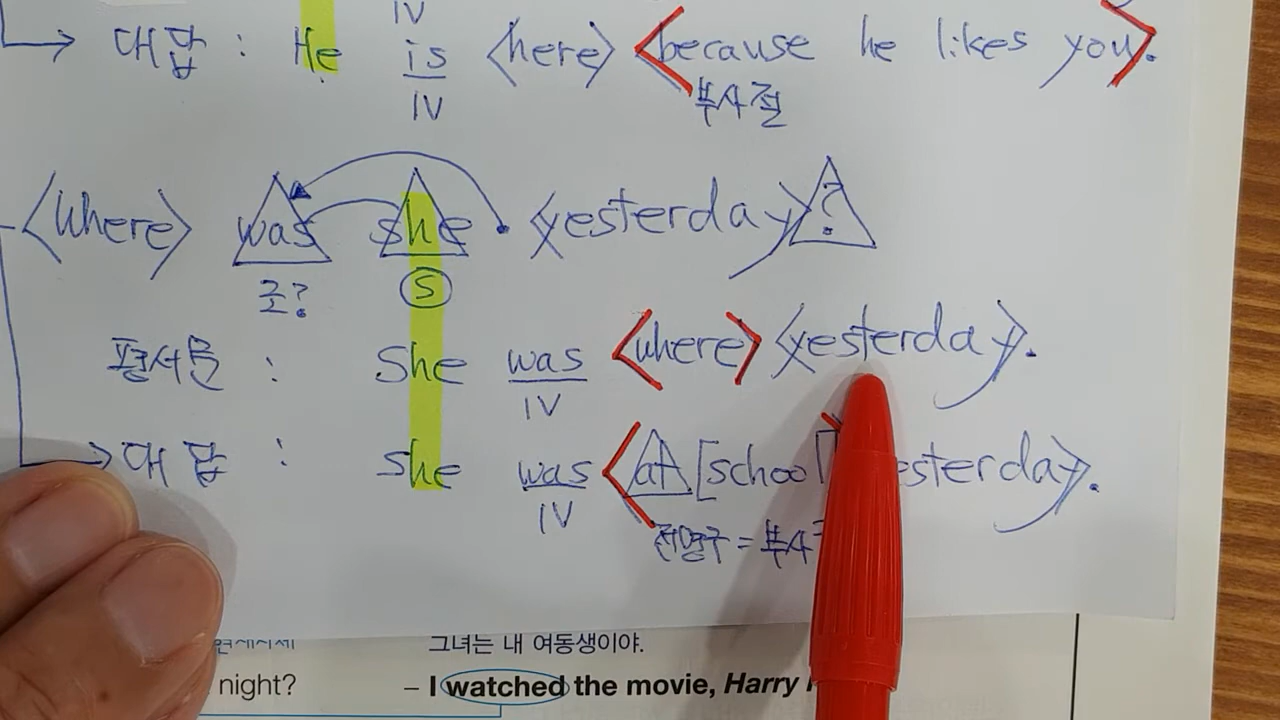 IV
대답 : He is <here> <because he likes you>.
IV 부사절
<Where> was she <yesterday>?
조? S
평서문 : She was <where> <yesterday>.
IV
대답 : she was <at [school] yesterday>.
IV
전명구 = 부사
그녀는 내 여동생이야.
night? – I watched the movie, Harry